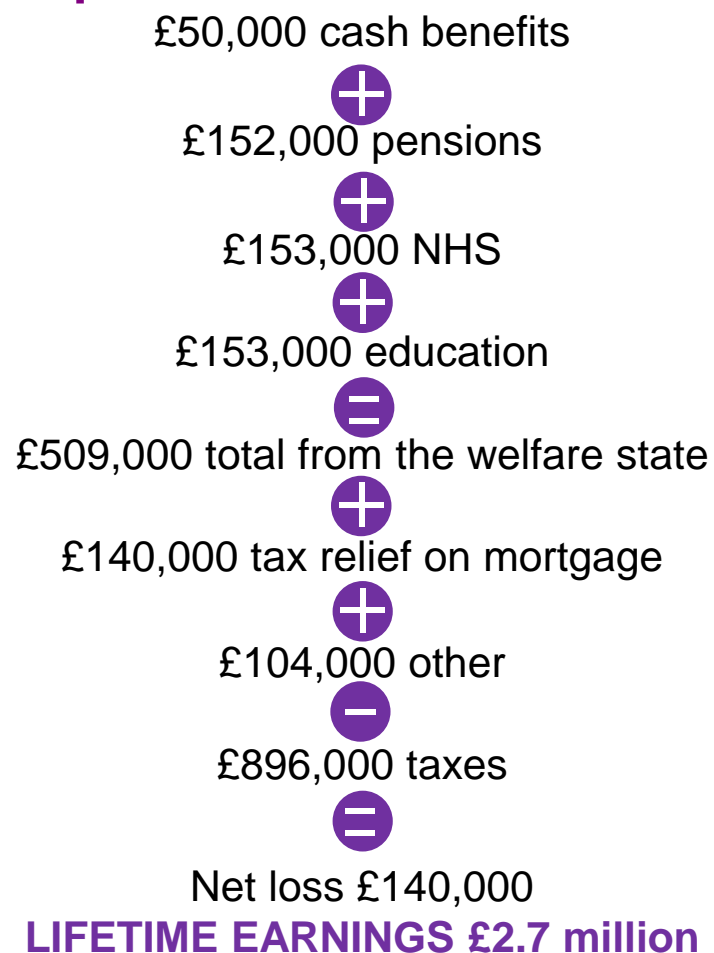 £50,000 cash benefits
+
£152,000 pensions
+
£153,000 NHS
+
£153,000 education
=
£509,000 total from the welfare state
+
£140,000 tax relief on mortgage
+
£104,000 other
-
£896,000 taxes
=
Net loss £140,000
LIFETIME EARNINGS £2.7 million